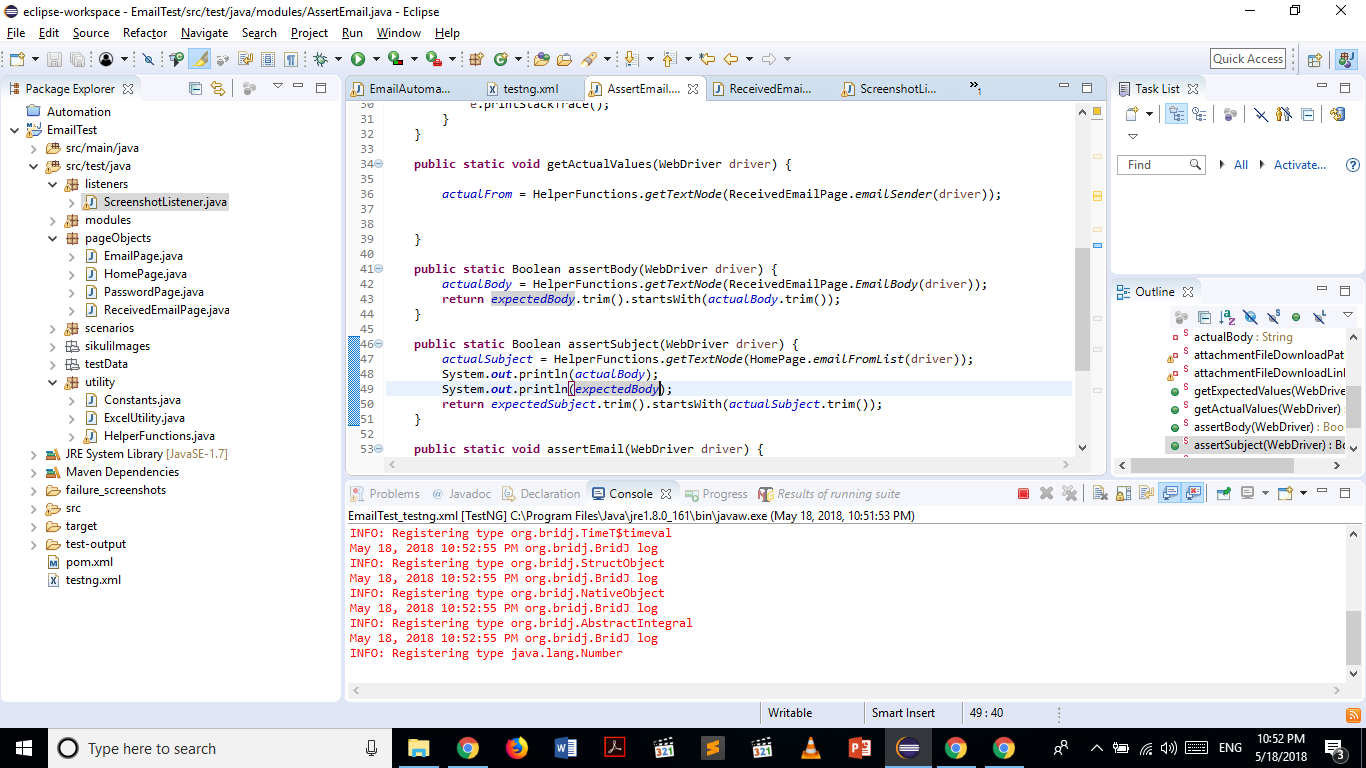 eclipse-workspace - EmailTest/src/test/java/modules/AssertEmail.java - Eclipse
File Edit Source Refactor Navigate Search Project Run Window Help
Quick Access
Package Explorer
Automation
EmailTest
src/main/java
src/test/java
listeners
ScreenshotListener.java
modules
pageObjects
EmailPage.java
HomePage.java
PasswordPage.java
ReceivedEmailPage.java
scenarios
sikuliImages
testData
utility
Constants.java
ExcelUtility.java
HelperFunctions.java
JRE System Library [JavaSE-1.7]
Maven Dependencies
failure_screenshots
src
target
test-output
pom.xml
testng.xml
EmailAutoma... testng.xml AssertEmail.... ReceivedEmai... ScreenshotLi... »1
30 e.printStackTrace();
31 }
32 }
33
34 public static void getActualValues(WebDriver driver) {
35
36 actualFrom = HelperFunctions.getTextNode(ReceivedEmailPage.emailSender(driver));
37
38
39 }
40
41 public static Boolean assertBody(WebDriver driver) {
42 actualBody = HelperFunctions.getTextNode(ReceivedEmailPage.EmailBody(driver));
43 return expectedBody.trim().startsWith(actualBody.trim());
44 }
45
46 public static Boolean assertSubject(WebDriver driver) {
47 actualSubject = HelperFunctions.getTextNode(HomePage.emailFromList(driver));
48 System.out.println(actualBody);
49 System.out.println(expectedBody);
50 return expectedSubject.trim().startsWith(actualSubject.trim());
51 }
52
53 public static void assertEmail(WebDriver driver) {
Task List
Find All Activate...
Outline
actualBody : String
attachmentFileDownloadPat
attachmentFileDownloadLin
getExpectedValues(WebDrive
getActualValues(WebDriver)
assertBody(WebDriver) : Boo
assertSubject(WebDriver) : Bo
Problems @ Javadoc Declaration Console Progress Results of running suite
EmailTest_testng.xml [TestNG] C:\Program Files\Java\jre1.8.0_161\bin\javaw.exe (May 18, 2018, 10:51:53 PM)
INFO: Registering type org.bridj.TimeT$timeval
May 18, 2018 10:52:55 PM org.bridj.BridJ log
INFO: Registering type org.bridj.StructObject
May 18, 2018 10:52:55 PM org.bridj.BridJ log
INFO: Registering type org.bridj.NativeObject
May 18, 2018 10:52:55 PM org.bridj.BridJ log
INFO: Registering type org.bridj.AbstractIntegral
May 18, 2018 10:52:55 PM org.bridj.BridJ log
INFO: Registering type java.lang.Number
Writable Smart Insert 49 : 40
Type here to search
ENG
10:52 PM
5/18/2018
3